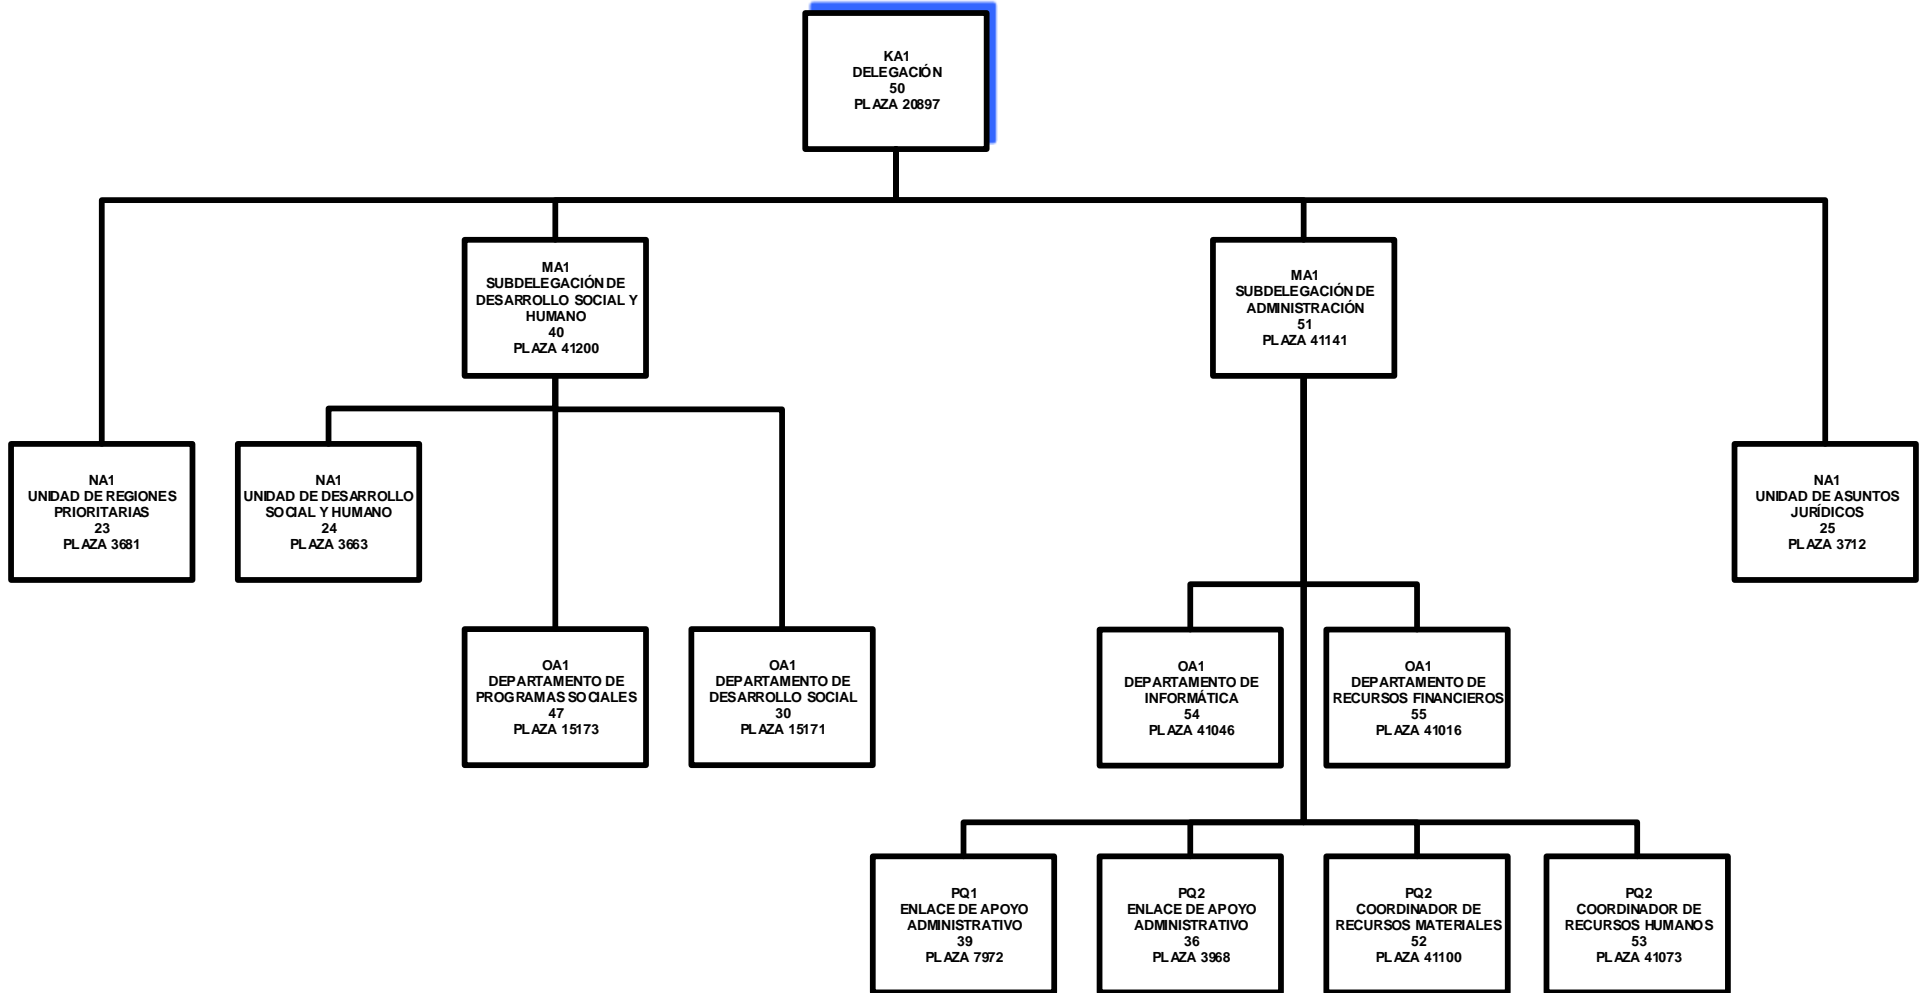 KA1
DELEGACIÓN
50
PLAZA 20897
MA1
SUBDELEGACIÓN DE
DESARROLLO SOCIAL Y
HUMANO
40
PLAZA 41200
MA1
SUBDELEGACIÓN DE
ADMINISTRACIÓN
51
PLAZA 41141
NA1
UNIDAD DE REGIONES
PRIORITARIAS
23
PLAZA 3681
NA1
UNIDAD DE DESARROLLO
SOCIAL Y HUMANO
24
PLAZA 3663
NA1
UNIDAD DE ASUNTOS
JURÍDICOS
25
PLAZA 3712
OA1
DEPARTAMENTO DE
PROGRAMAS SOCIALES
47
PLAZA 15173
OA1
DEPARTAMENTO DE
DESARROLLO SOCIAL
30
PLAZA 15171
OA1
DEPARTAMENTO DE
INFORMÁTICA
54
PLAZA 41046
OA1
DEPARTAMENTO DE
RECURSOS FINANCIEROS
55
PLAZA 41016
PQ1
ENLACE DE APOYO
ADMINISTRATIVO
39
PLAZA 7972
PQ2
ENLACE DE APOYO
ADMINISTRATIVO
36
PLAZA 3968
PQ2
COORDINADOR DE
RECURSOS MATERIALES
52
PLAZA 41100
PQ2
COORDINADOR DE
RECURSOS HUMANOS
53
PLAZA 41073